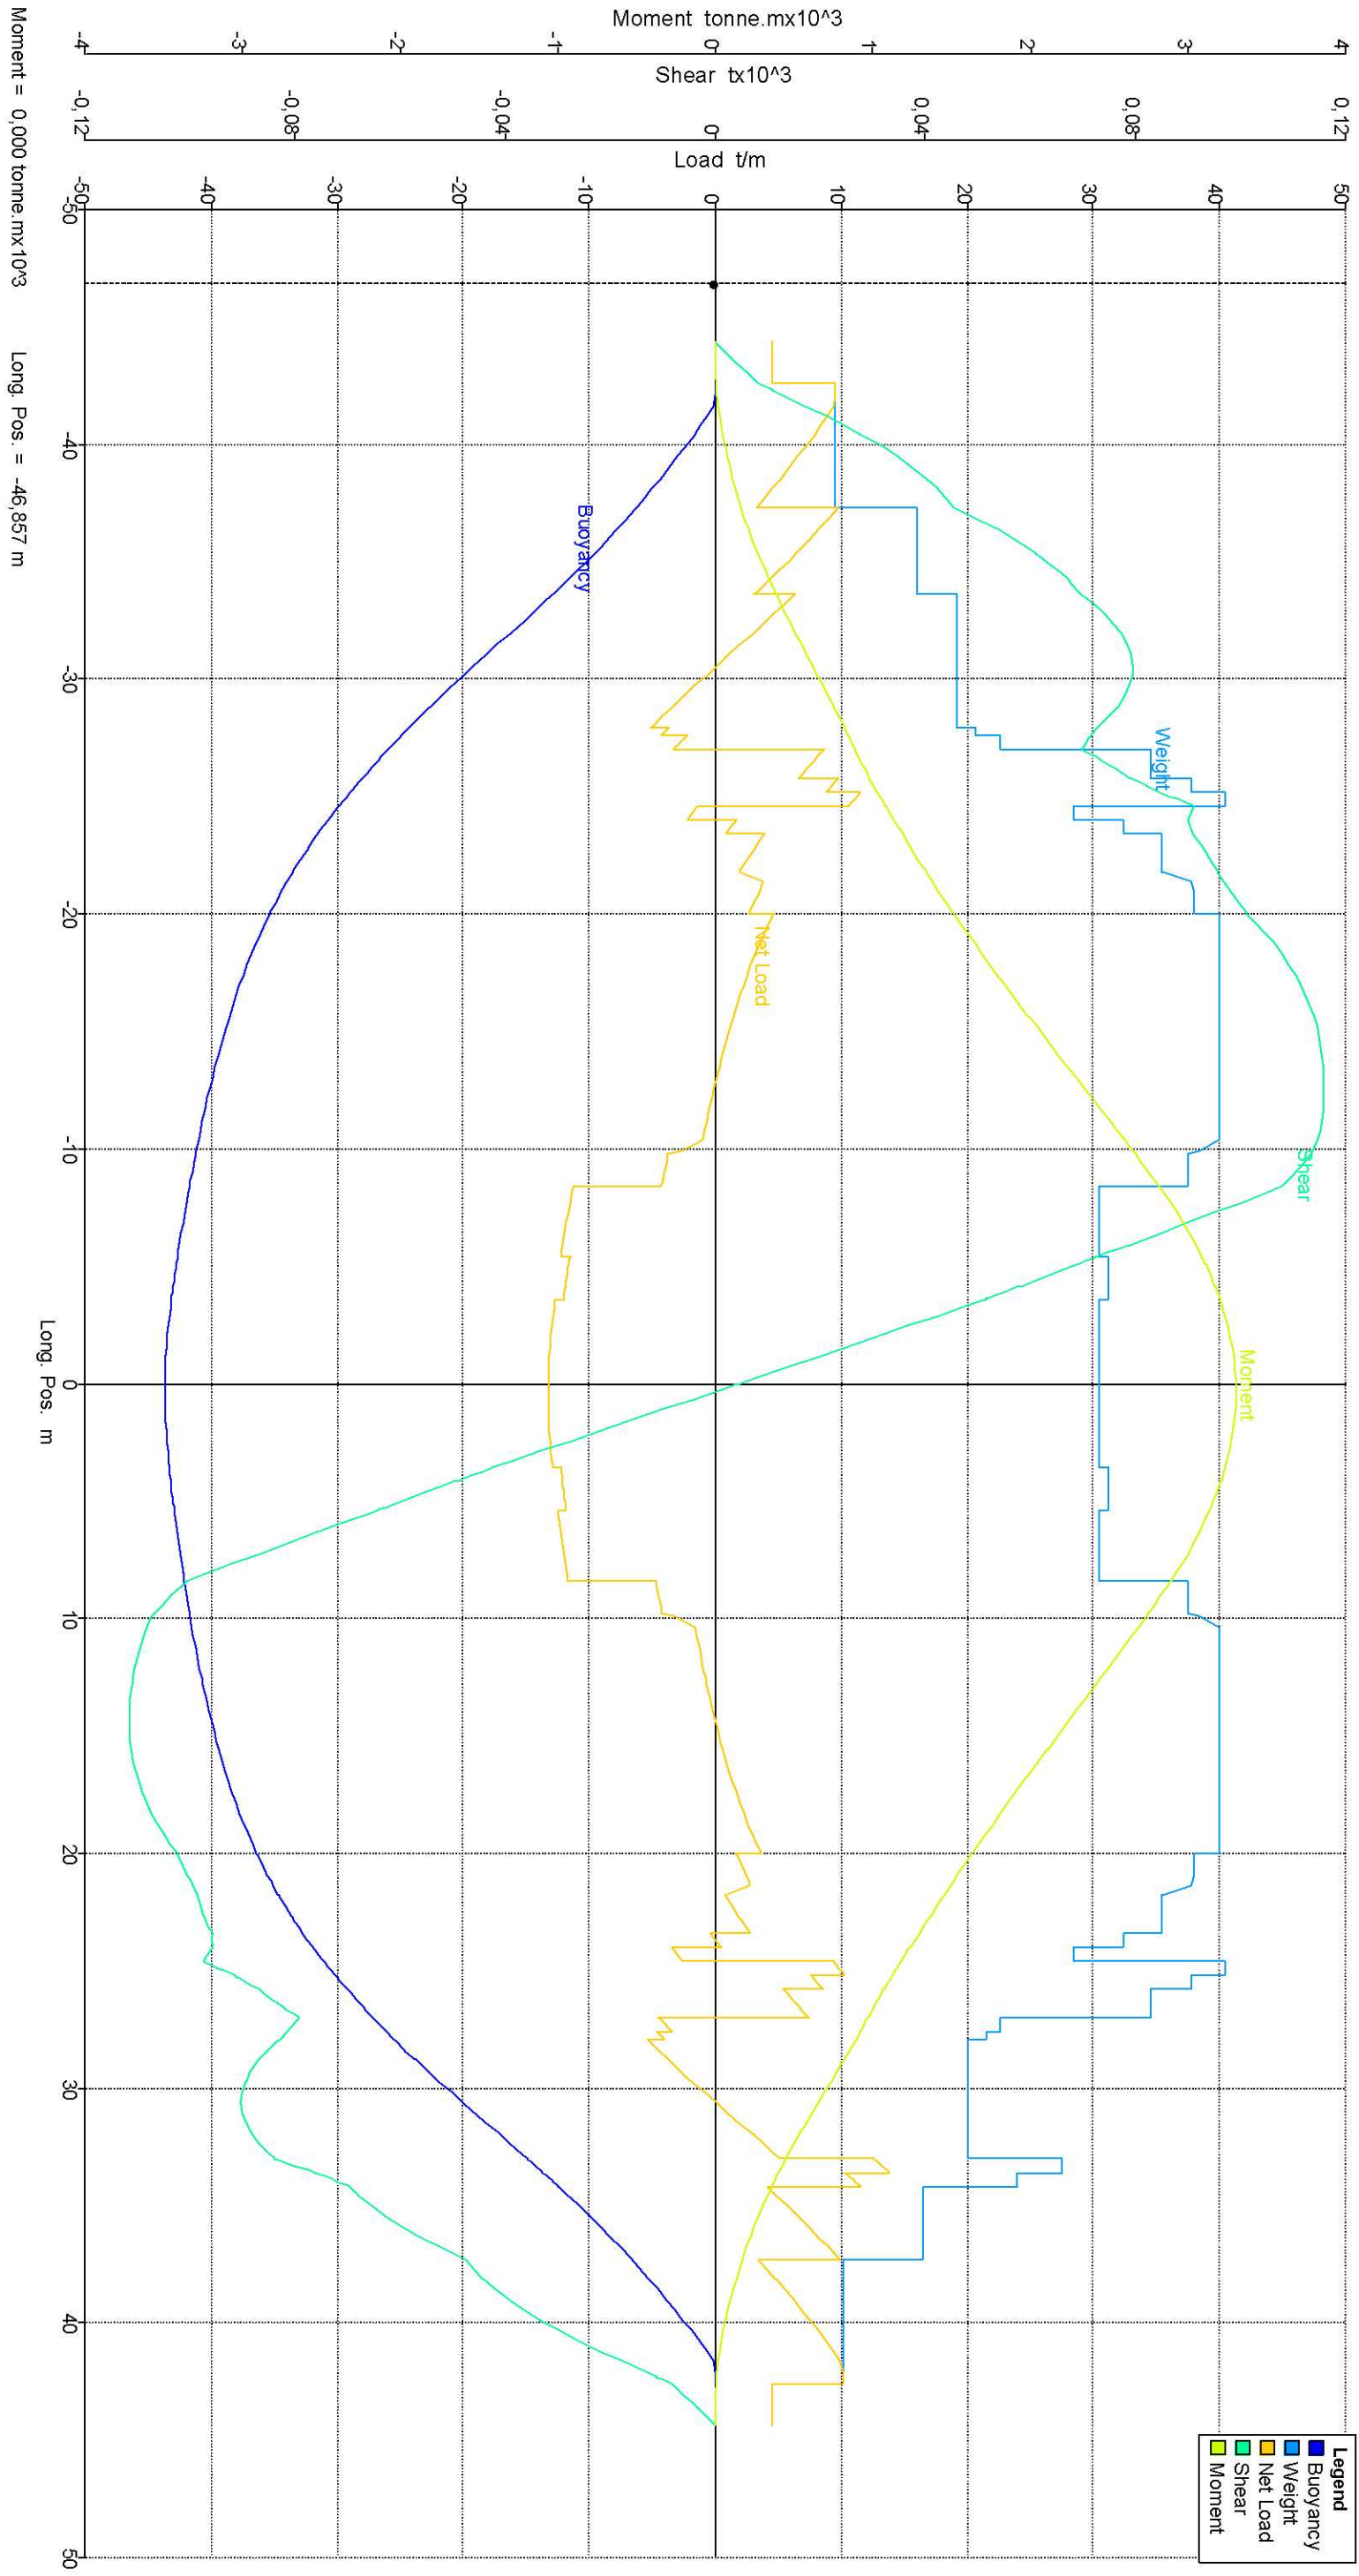 Moment tonne.mx10^3
-4
-3
-2
-1
0
1
2
3
4
Shear tx10^3
-0,12
-0,08
-0,04
0
0,04
0,08
0,12
Load t/m
-50
-40
-30
-20
-10
0
10
20
30
40
50
-50
-40
-30
-20
-10
0
10
20
30
40
50
Long. Pos. m
Buoyancy
Weight
Net Load
Shear
Moment
Legend
Buoyancy
Weight
Net Load
Shear
Moment
Moment = 0,000 tonne.mx10^3 Long. Pos. = -46,857 m